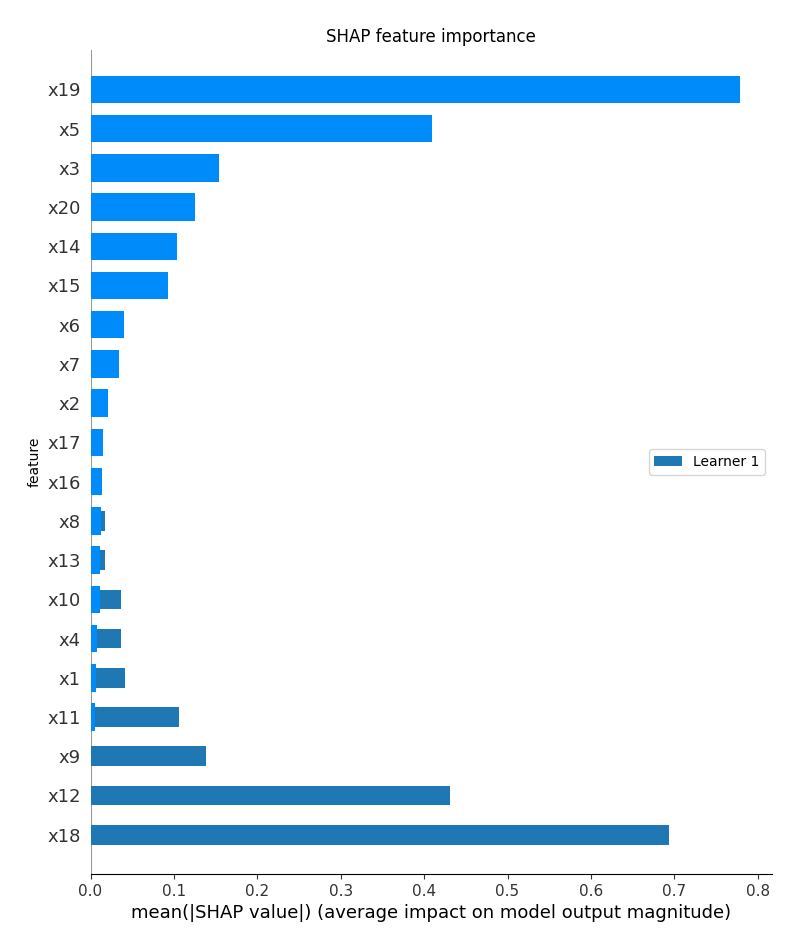 SHAP feature importance
x19
x5
x3
x20
x14
x15
x6
x7
x2
x17
x16
x8
x13
x10
x4
x1
x11
x9
x12
x18
feature
Learner 1
0.0 0.1 0.2 0.3 0.4 0.5 0.6 0.7 0.8
mean(|SHAP value|) (average impact on model output magnitude)